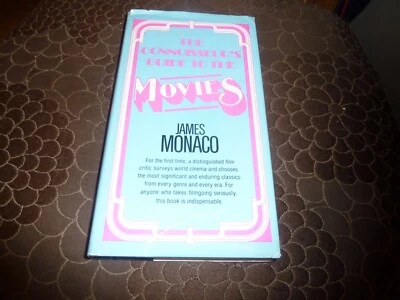 THE
CONNOISSEUR'S
GUIDE TO THE
MOVIES
JAMES
MONACO
For the first time, a distinguished film
critic surveys world cinema and chooses
the most significant and enduring classics
from every genre and every era. For
anyone who takes filmgoing seriously,
this book is indispensable.